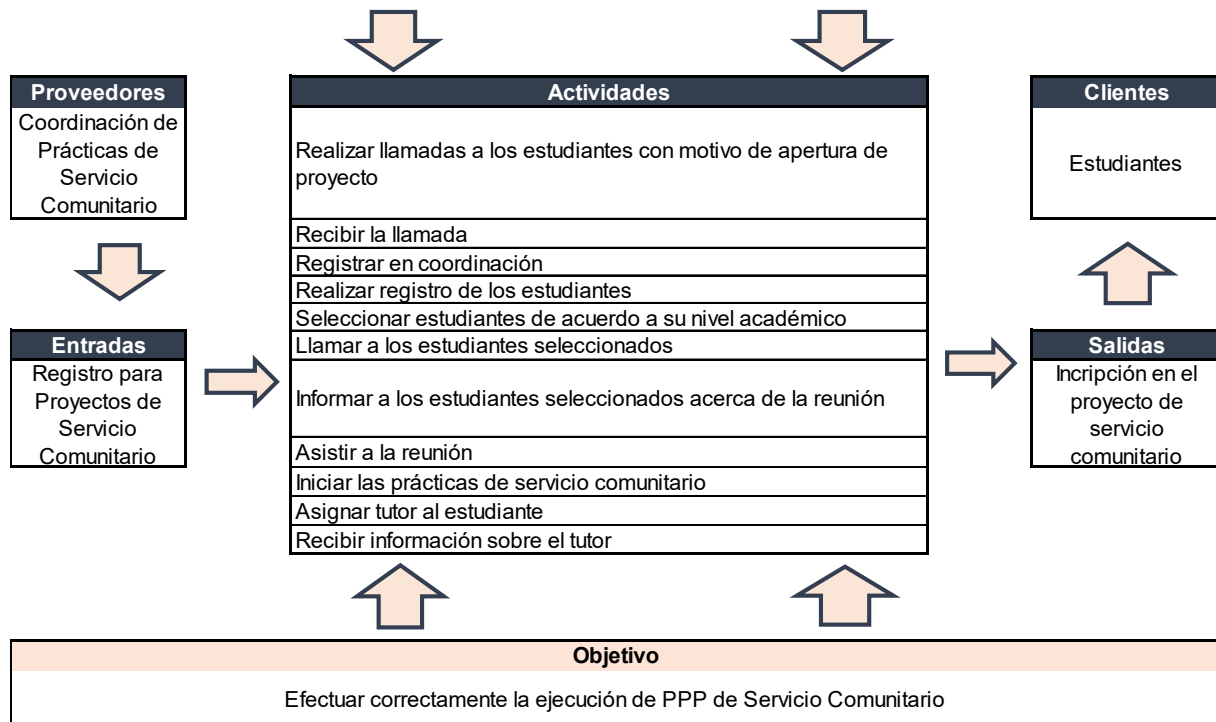 Proveedores
Coordinación de
Prácticas de
Servicio
Comunitario
Entradas
Registro para
Proyectos de
Servicio
Comunitario
Actividades
Realizar llamadas a los estudiantes con motivo de apertura de
proyecto
Recibir la llamada
Registrar en coordinación
Realizar registro de los estudiantes
Seleccionar estudiantes de acuerdo a su nivel académico
Llamar a los estudiantes seleccionados
Informar a los estudiantes seleccionados acerca de la reunión
Asistir a la reunión
Iniciar las prácticas de servicio comunitario
Asignar tutor al estudiante
Recibir información sobre el tutor
Clientes
Estudiantes
Salidas
Incripción en el
proyecto de
servicio
comunitario
Objetivo
Efectuar correctamente la ejecución de PPP de Servicio Comunitario